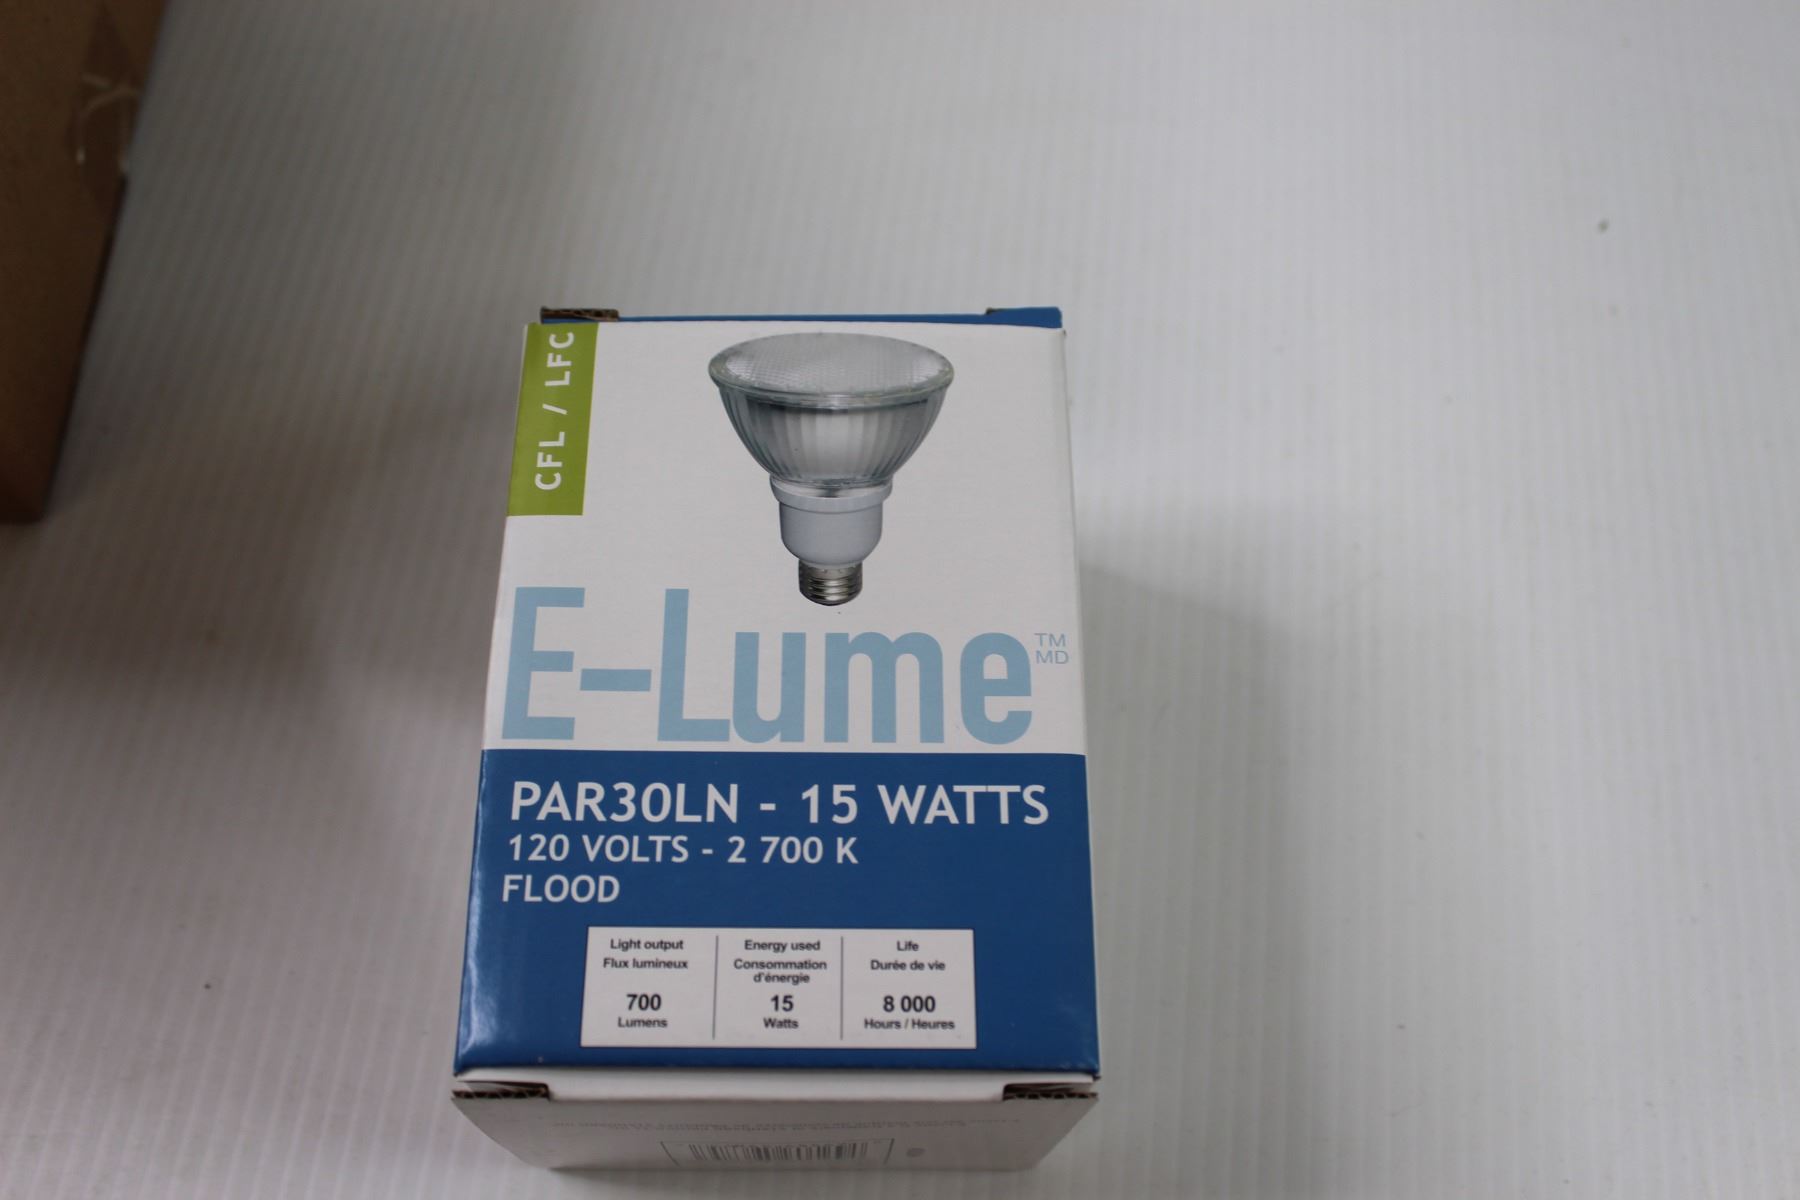 CFL / LFC
E-Lume TM MD
PAR30LN - 15 WATTS
120 VOLTS - 2 700 K
FLOOD
Light output
Flux lumineux
700
Lumens
Energy used
Consommation
d'énergie
15
Watts
Life
Durée de vie
8 000
Hours / Heures